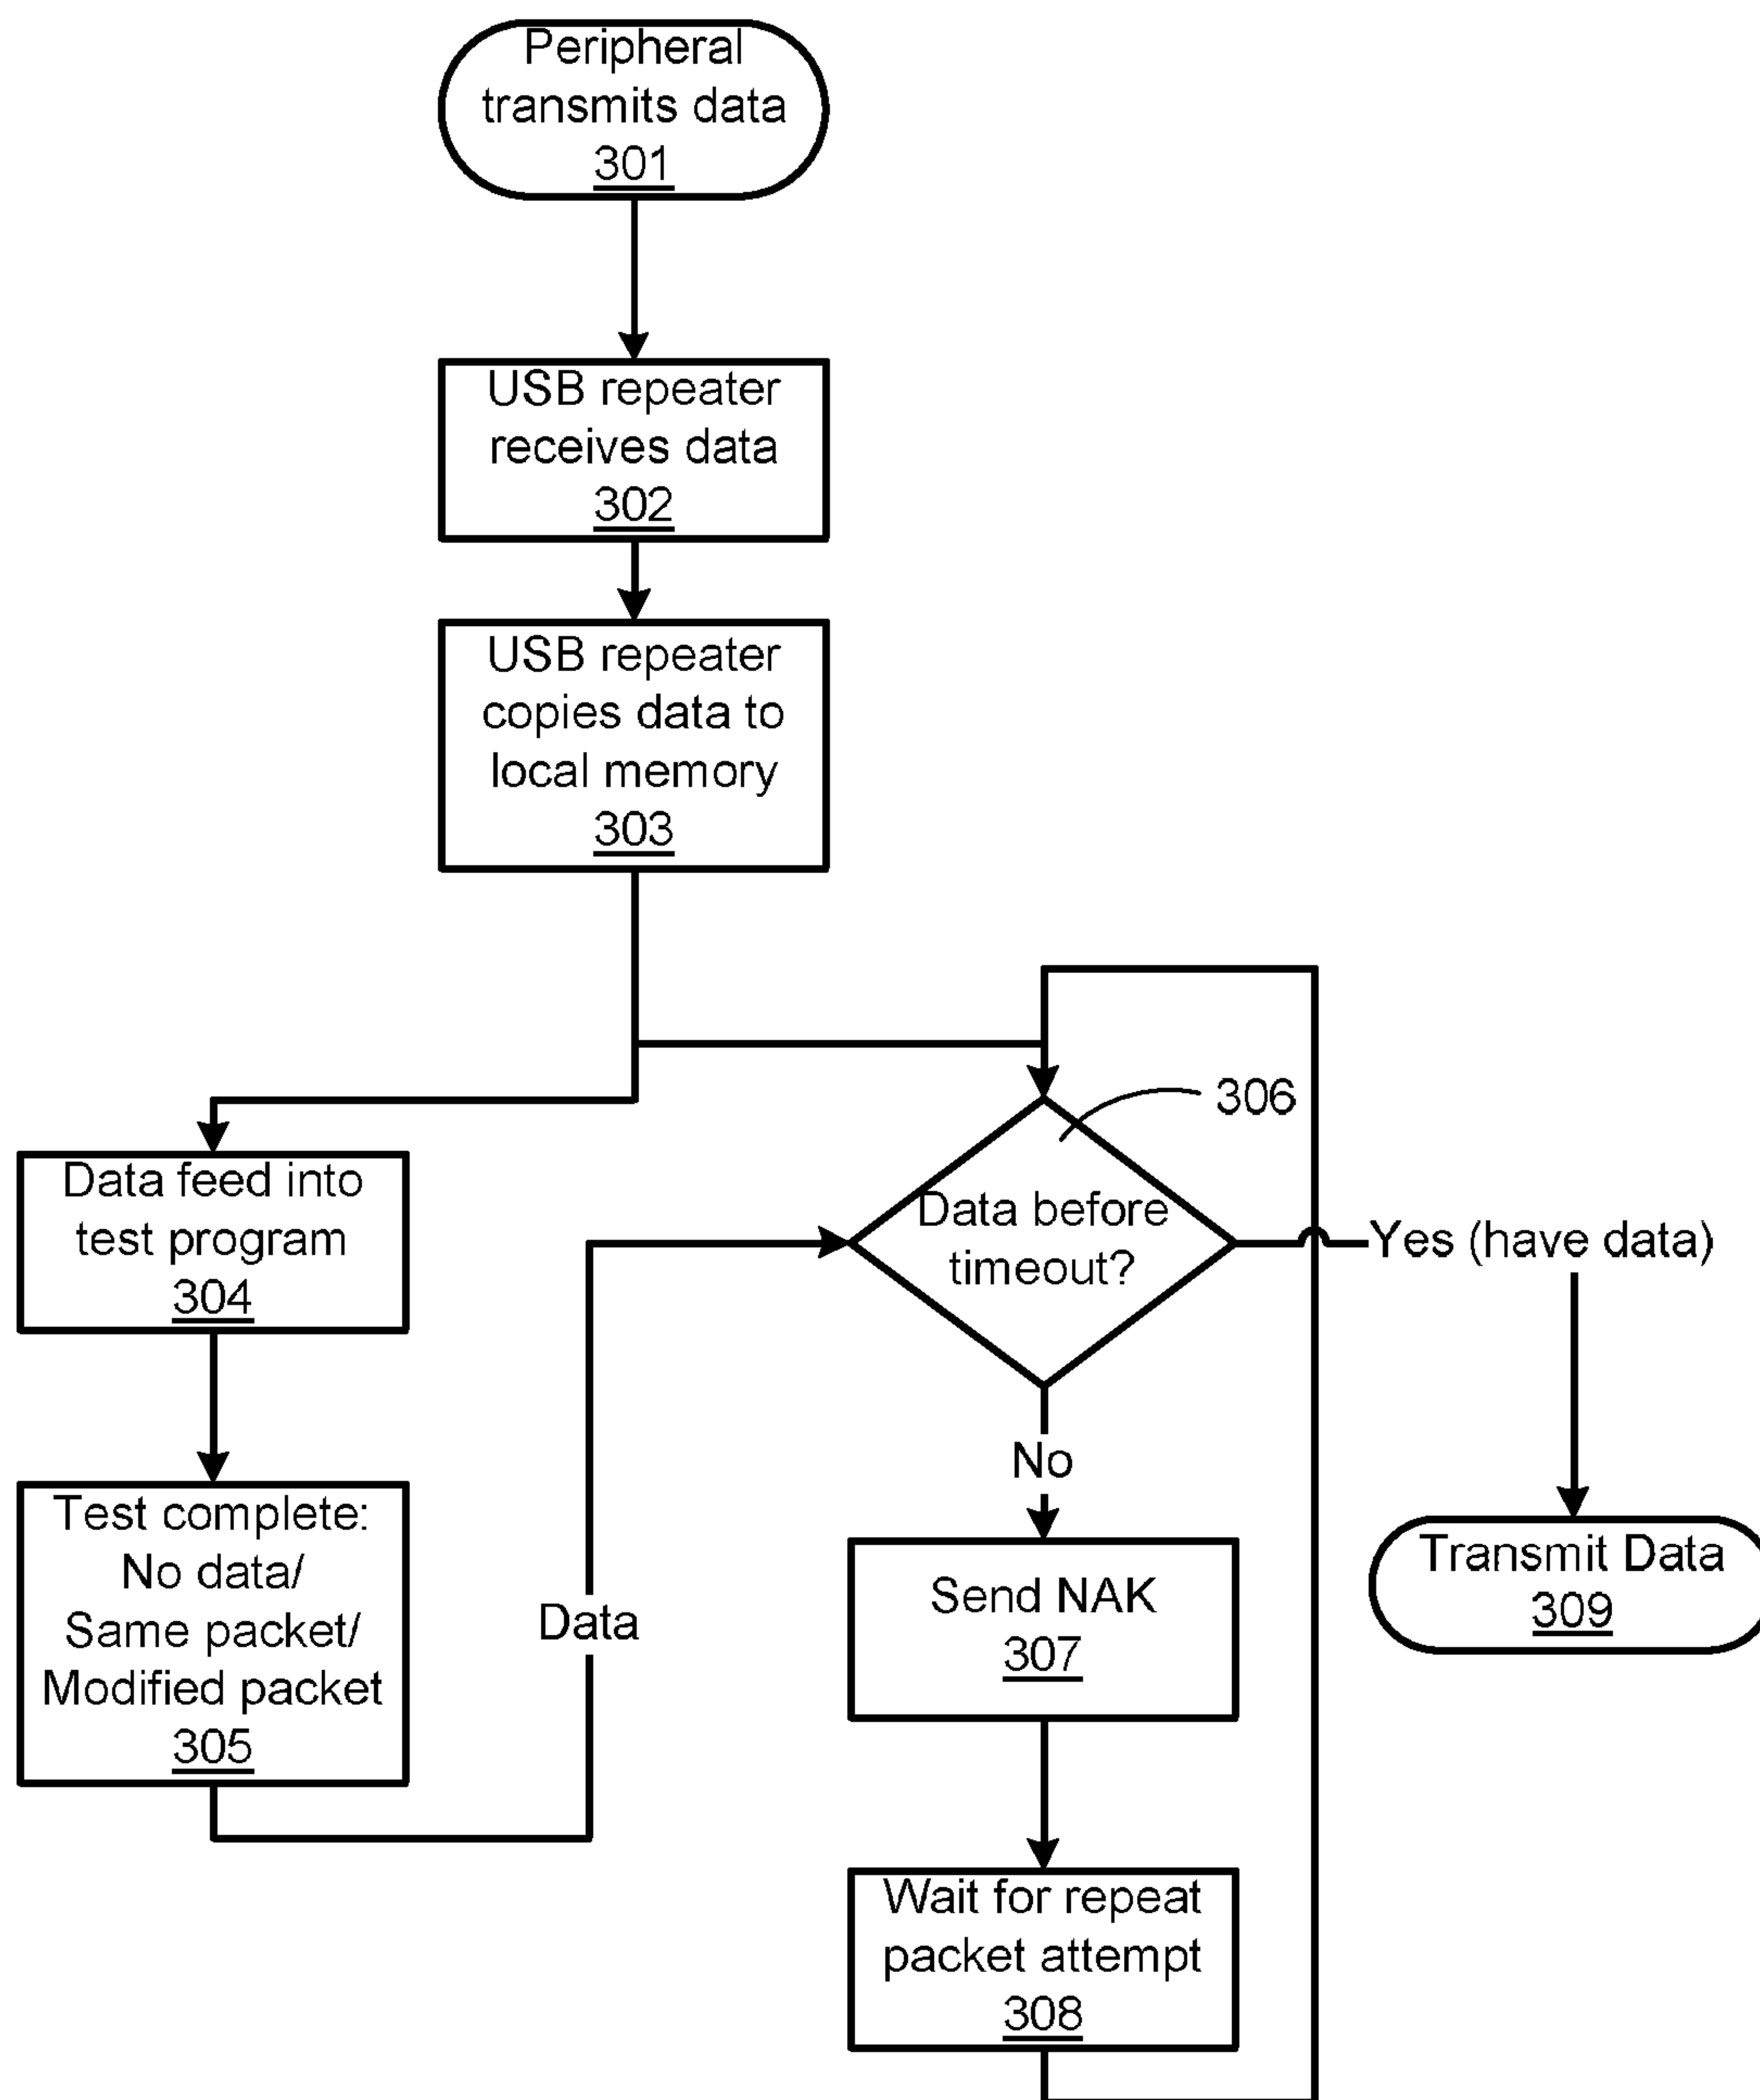 Peripheral
transmits data
301
USB repeater
receives data
302
USB repeater
copies data to
local memory
303
306
Data feed into
test program
304
Data before
timeout?
Yes (have data)
No
Test complete:
No data/
Same packet/
Modified packet
305
Data
Send NAK
307
Transmit Data
309
Wait for repeat
packet attempt
308